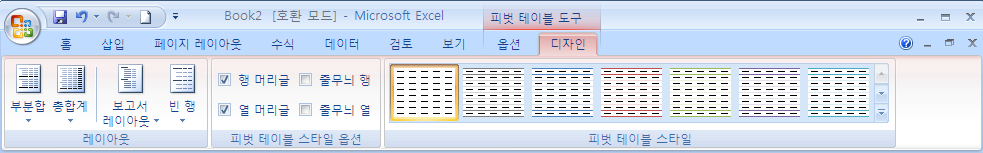 Book2 [호환 모드] - Microsoft Excel
피벗 테이블 도구
홈 삽입 페이지 레이아웃 수식 데이터 검토 보기 옵션 디자인
부분합 총합계 보고서 레이아웃 빈 행
행 머리글 줄무늬 행
열 머리글 줄무늬 열
레이아웃 피벗 테이블 스타일 옵션 피벗 테이블 스타일